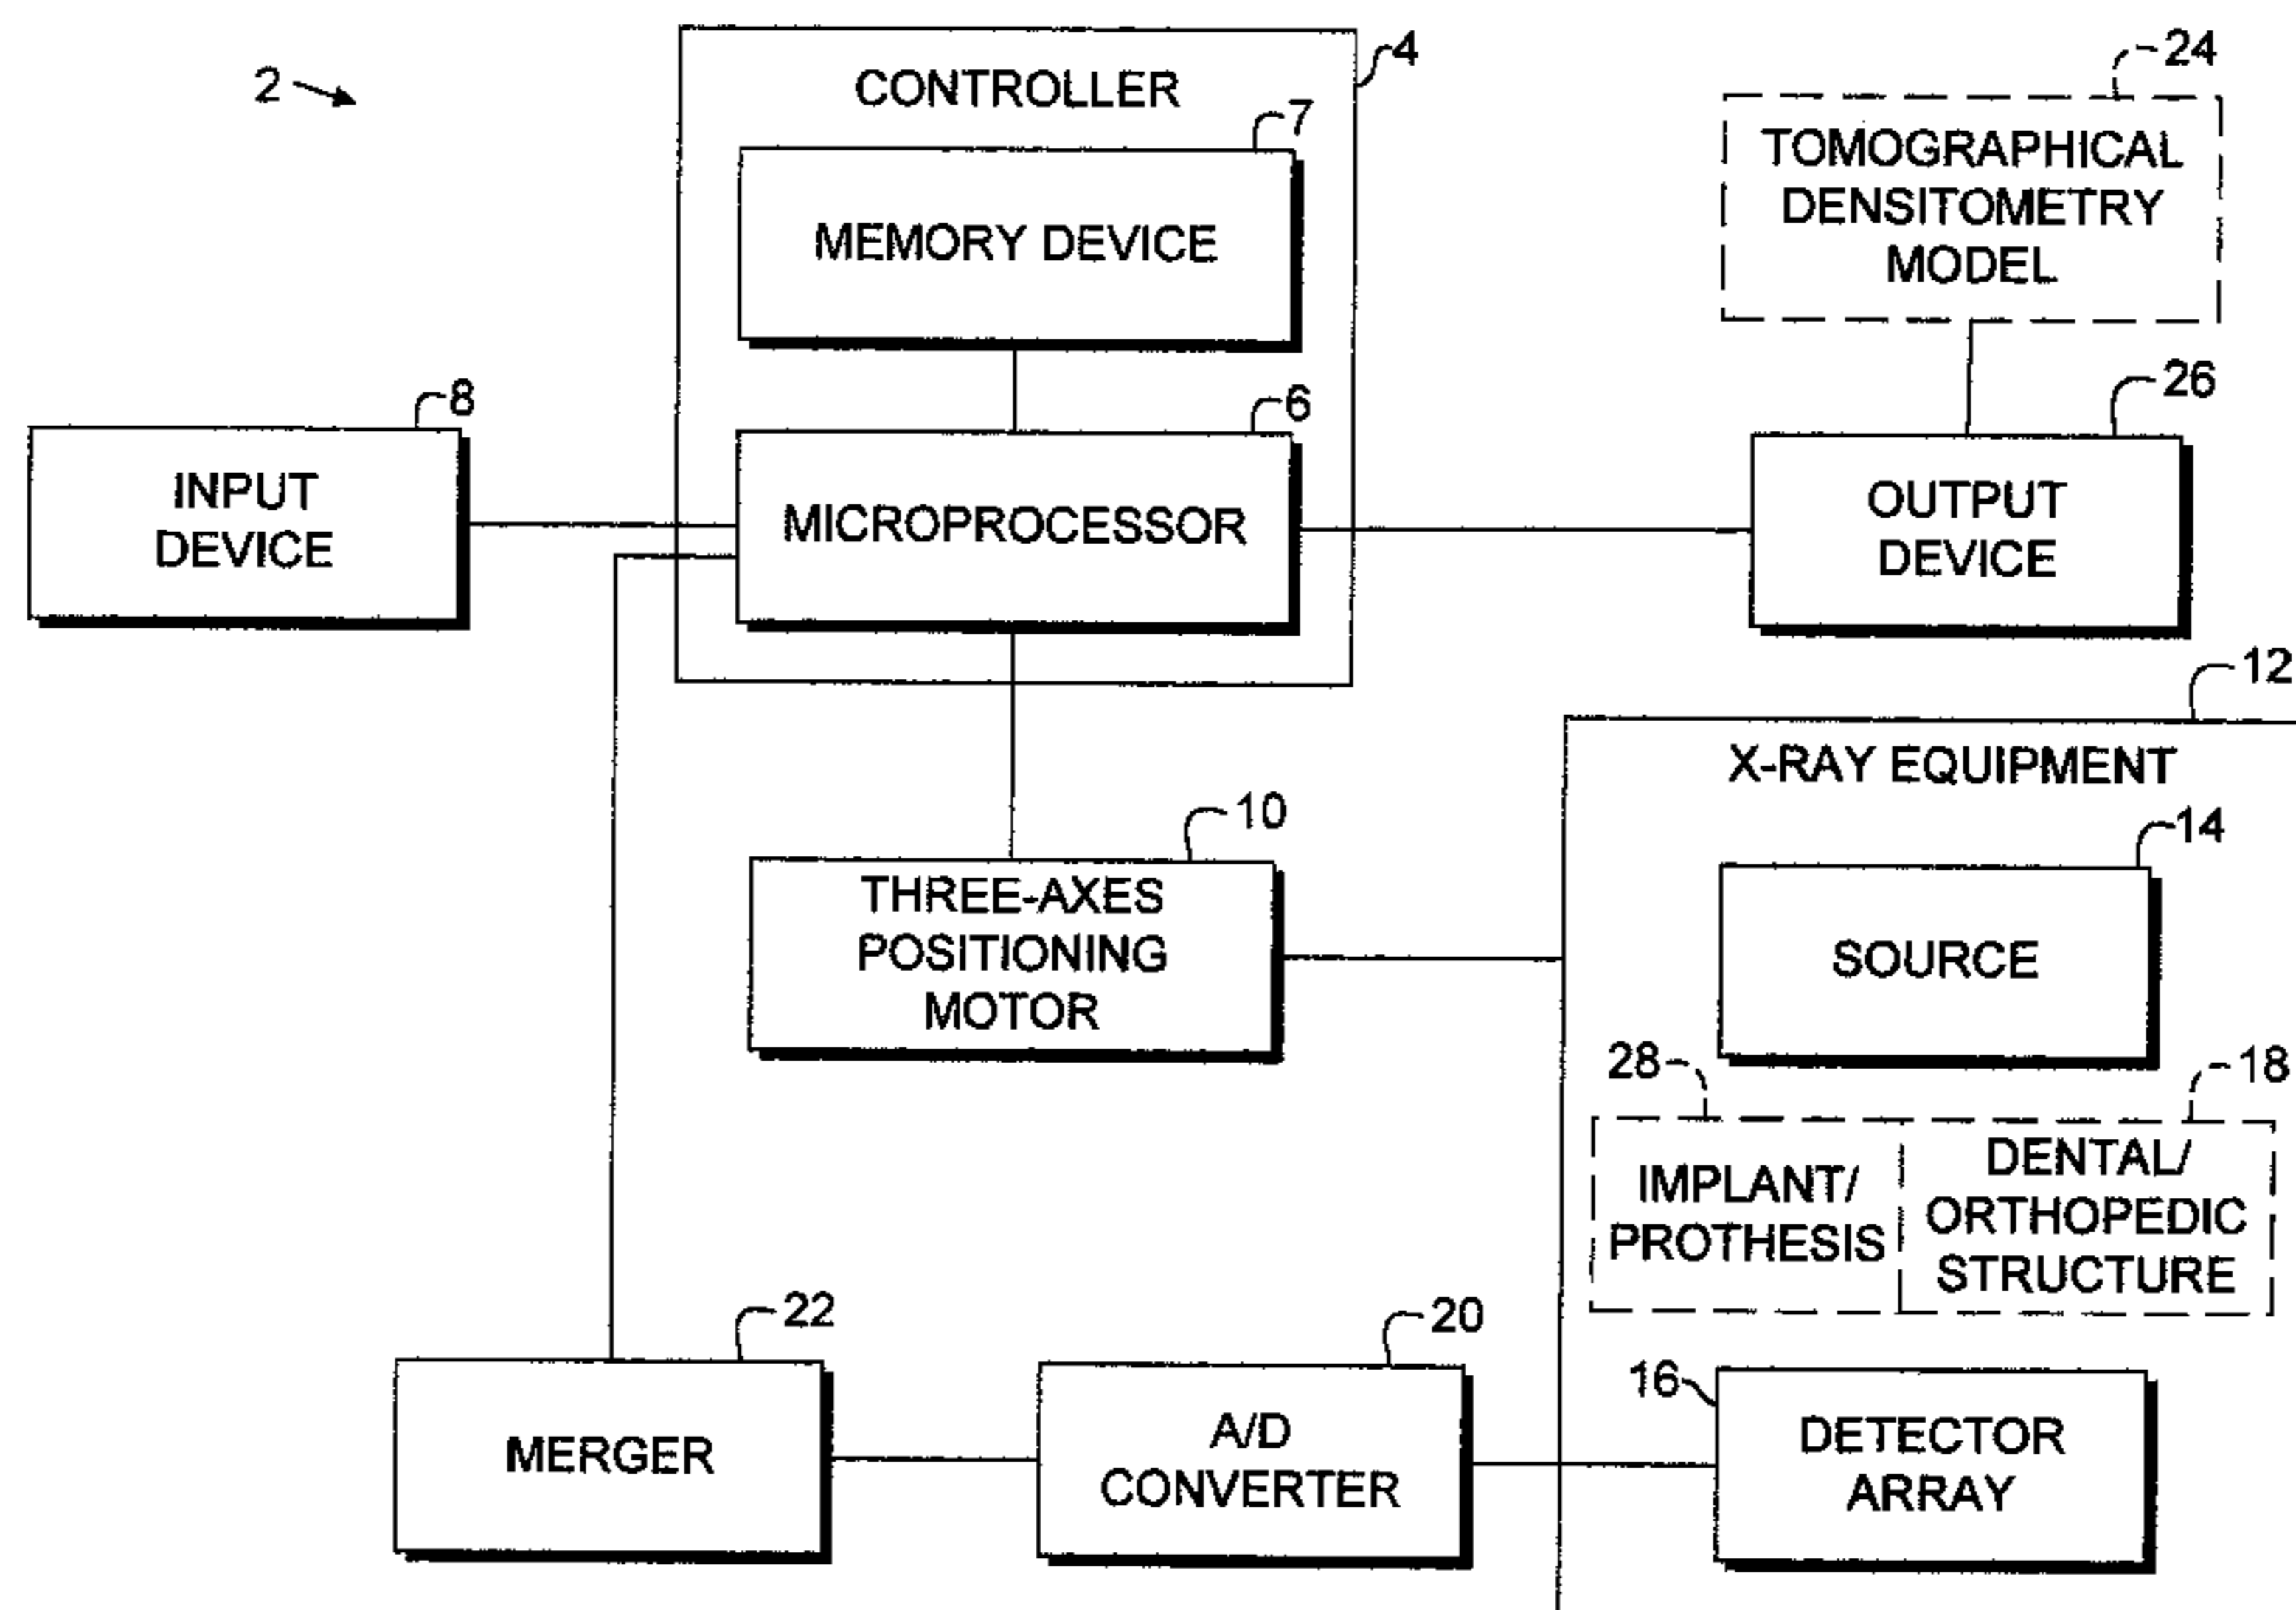 2
4
CONTROLLER
7
MEMORY DEVICE
24
TOMOGRAPHICAL
DENSITOMETRY
MODEL
8
INPUT
DEVICE
6
MICROPROCESSOR
26
OUTPUT
DEVICE
12
X-RAY EQUIPMENT
10
THREE-AXES
POSITIONING
MOTOR
14
SOURCE
28
IMPLANT/
PROTHESIS
18
DENTAL/
ORTHOPEDIC
STRUCTURE
22
MERGER
20
A/D
CONVERTER
16
DETECTOR
ARRAY